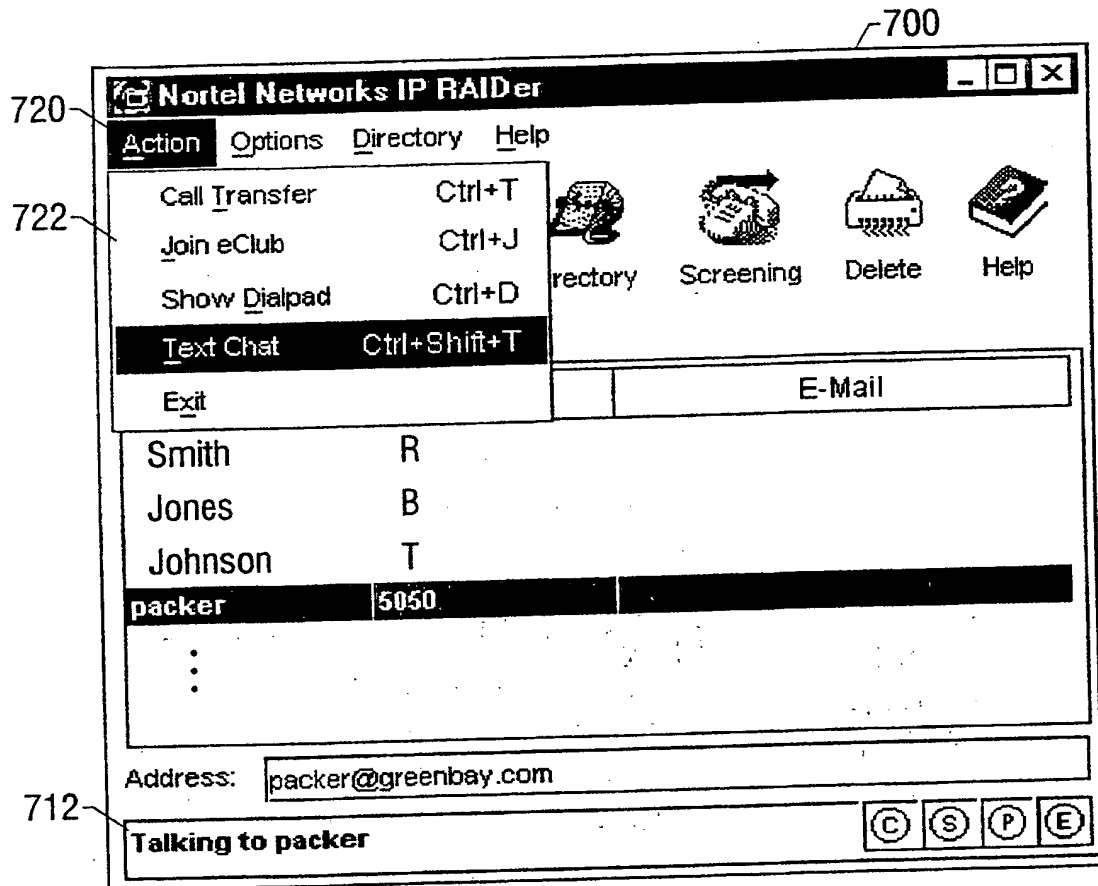 700
Nortel Networks IP RAIDer
720
Action Options Directory Help
722
Call Transfer Ctrl+T
Join eClub Ctrl+J
Show Dialpad Ctrl+D
Text Chat Ctrl+Shift+T
Exit
rectory Screening Delete Help
E-Mail
Smith R
Jones B
Johnson T
packer 5050
Address: packer@greenbay.com
712
Talking to packer C S P E